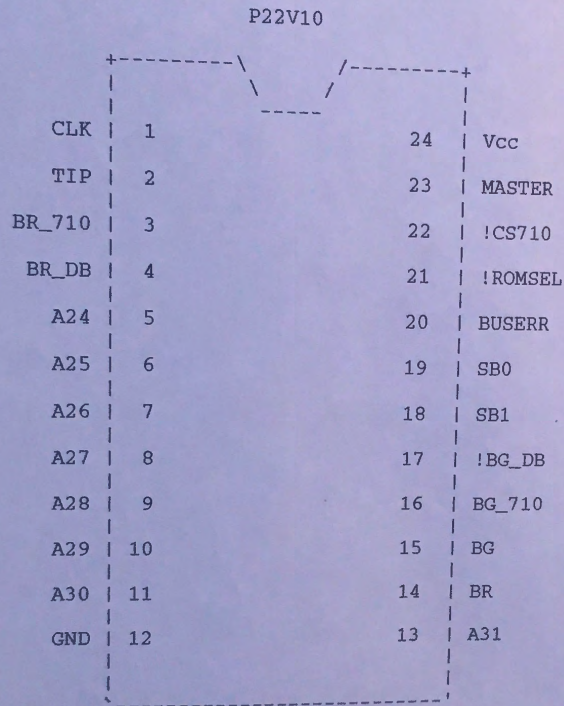 P22V10
CLK | 1 24 | Vcc
TIP | 2 23 | MASTER
BR_710 | 3 22 | !CS710
BR_DB | 4 21 | !ROMSEL
A24 | 5 20 | BUSERR
A25 | 6 19 | SB0
A26 | 7 18 | SB1
A27 | 8 17 | !BG_DB
A28 | 9 16 | BG_710
A29 | 10 15 | BG
A30 | 11 14 | BR
GND | 12 13 | A31